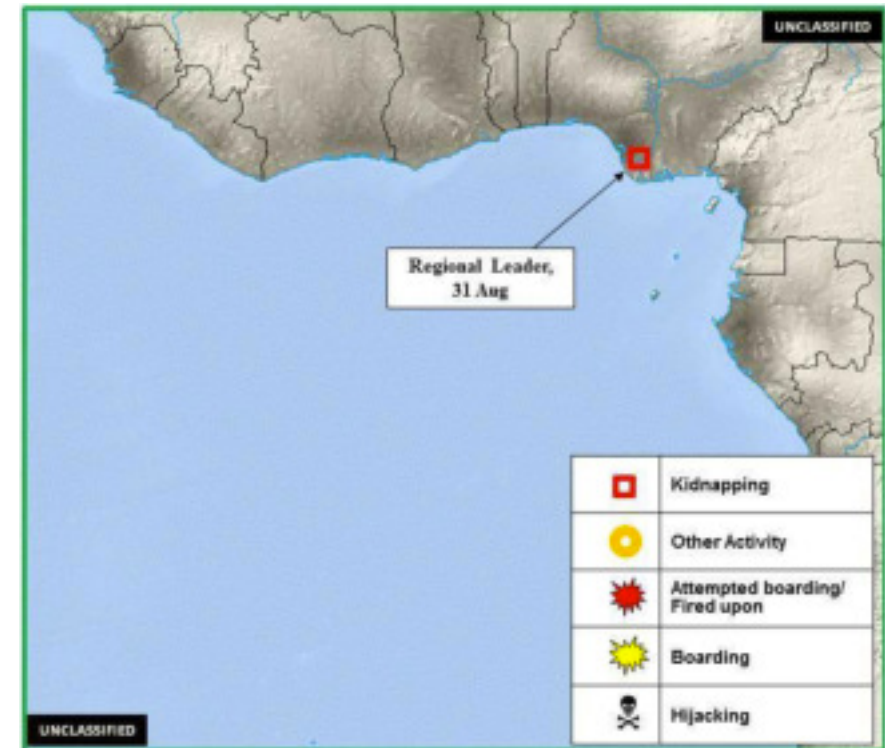 UNCLASSIFIED
Regional Leader,
31 Aug
Kidnapping
Other Activity
Attempted boarding/
Fired upon
Boarding
Hijacking
UNCLASSIFIED